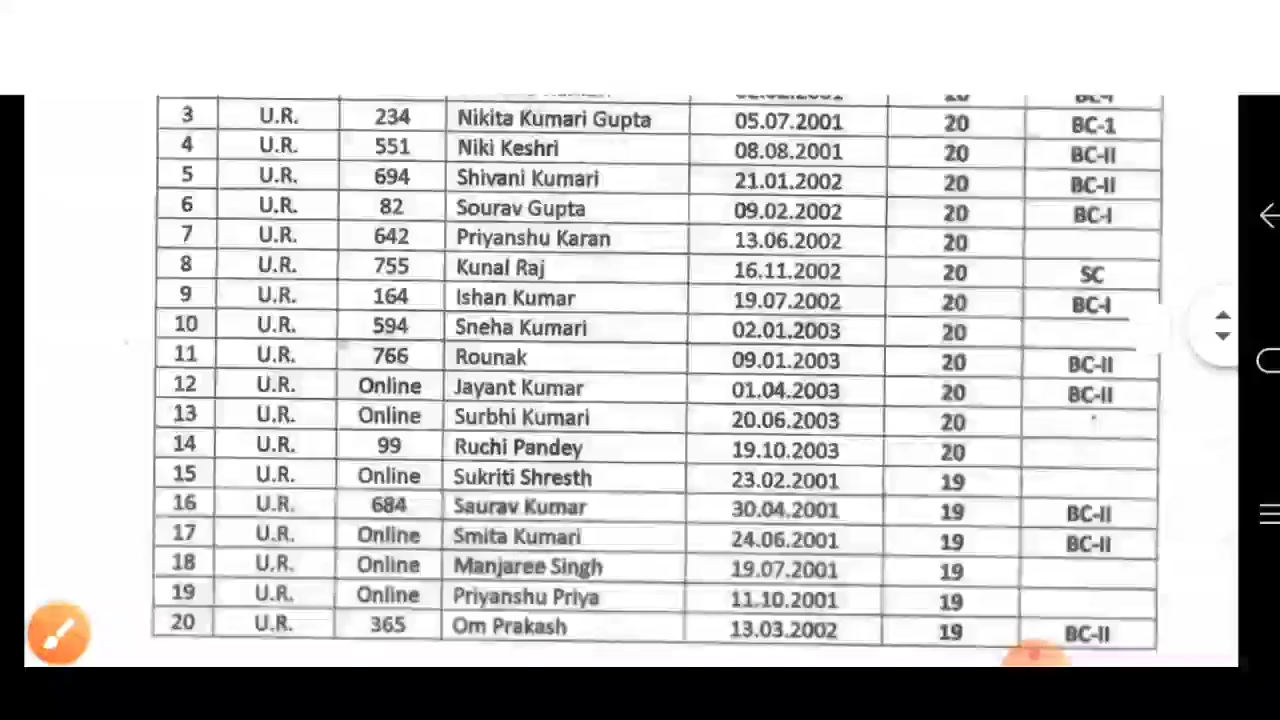 3 U.R. 234 Nikita Kumari Gupta 05.07.2001 20 BC-1
4 U.R. 551 Niki Keshri 08.08.2001 20 BC-II
5 U.R. 694 Shivani Kumari 21.01.2002 20 BC-II
6 U.R. 82 Sourav Gupta 09.02.2002 20 BC-I
7 U.R. 642 Priyanshu Karan 13.06.2002 20
8 U.R. 755 Kunal Raj 16.11.2002 20 SC
9 U.R. 164 Ishan Kumar 19.07.2002 20 BC-I
10 U.R. 594 Sneha Kumari 02.01.2003 20
11 U.R. 766 Rounak 09.01.2003 20 BC-II
12 U.R. Online Jayant Kumar 01.04.2003 20 BC-II
13 U.R. Online Surbhi Kumari 20.06.2003 20
14 U.R. 99 Ruchi Pandey 19.10.2003 20
15 U.R. Online Sukriti Shresth 23.02.2001 19
16 U.R. 684 Saurav Kumar 30.04.2001 19 BC-II
17 U.R. Online Smita Kumari 24.06.2001 19 BC-II
18 U.R. Online Manjaree Singh 19.07.2001 19
19 U.R. Online Priyanshu Priya 11.10.2001 19
20 U.R. 365 Om Prakash 13.03.2002 19 BC-II